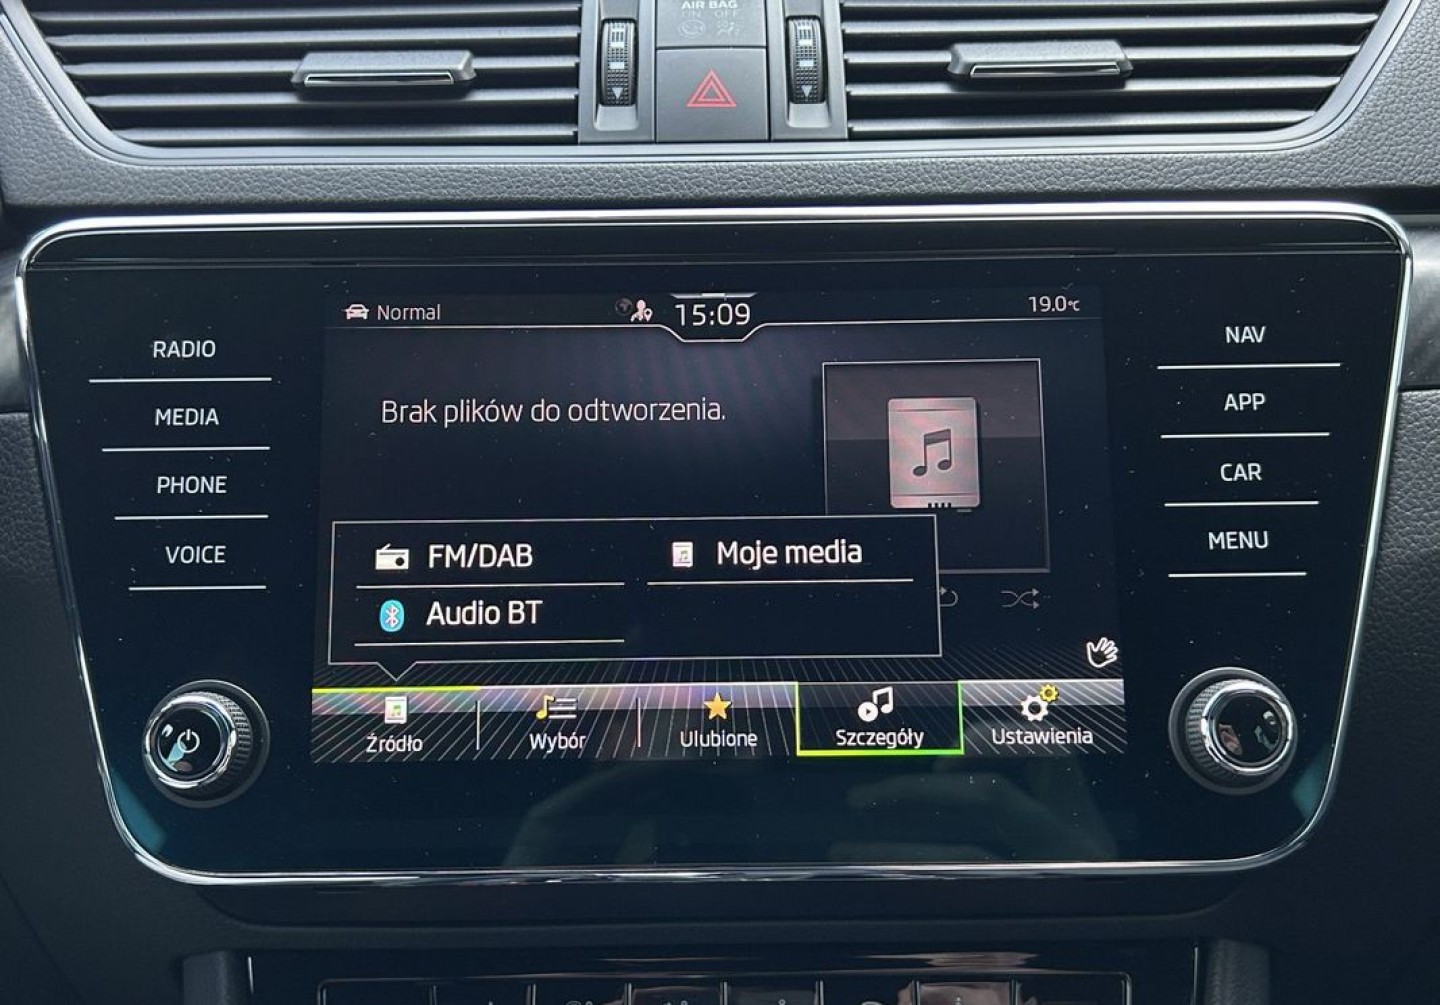 AIR BAG
ON OFF
Normal
15:09
19.0°C
RADIO
MEDIA
PHONE
VOICE
Brak plików do odtworzenia.
FM/DAB
Moje media
Audio BT
Źródło
Wybór
Ulubione
Szczegóły
Ustawienia
NAV
APP
CAR
MENU